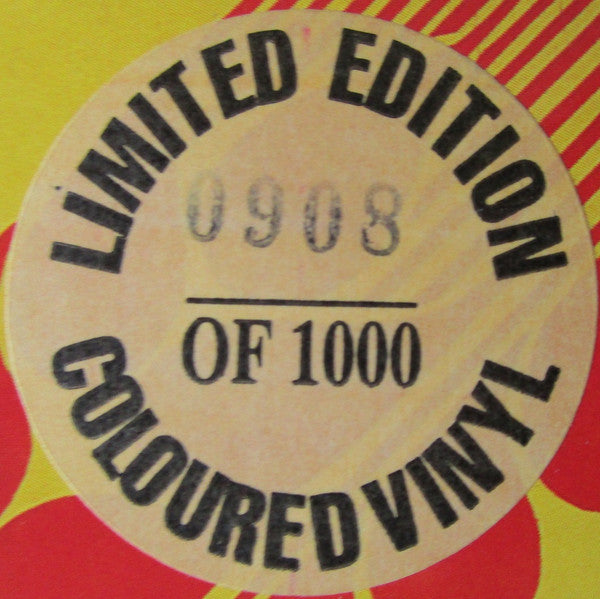 LIMITED EDITION
0908
OF 1000
COLOURED VINYL